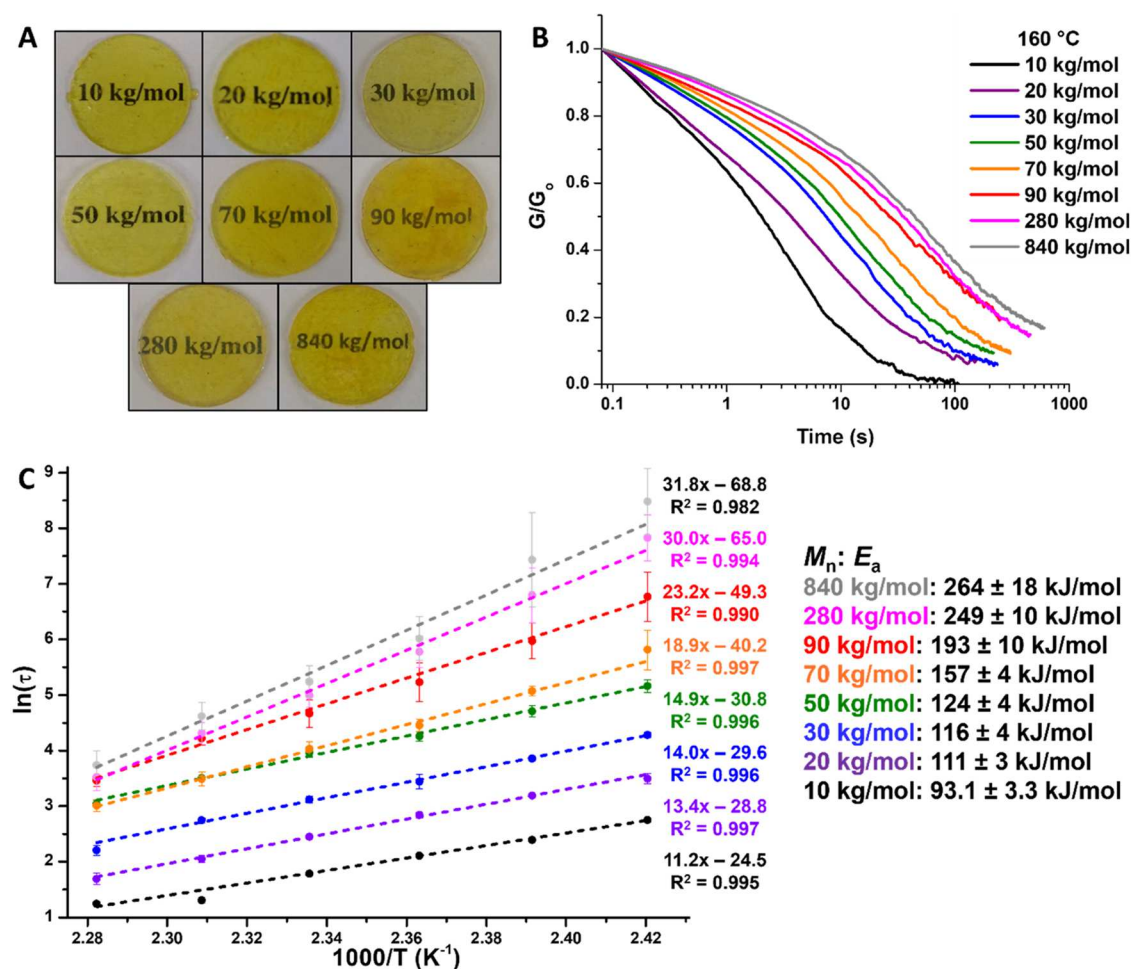 A
10 kg/mol
20 kg/mol
30 kg/mol
50 kg/mol
70 kg/mol
90 kg/mol
280 kg/mol
840 kg/mol
B
1.0
0.8
0.6
0.4
0.2
0.0
G/Go
0.1 1 10 100 1000
Time (s)
160 °C
10 kg/mol
20 kg/mol
30 kg/mol
50 kg/mol
70 kg/mol
90 kg/mol
280 kg/mol
840 kg/mol
C
9
8
7
6
5
4
3
2
1
ln(τ)
2.28 2.30 2.32 2.34 2.36 2.38 2.40 2.42
1000/T (K⁻¹)
31.8x – 68.8
R² = 0.982
30.0x – 65.0
R² = 0.994
23.2x – 49.3
R² = 0.990
18.9x – 40.2
R² = 0.997
14.9x – 30.8
R² = 0.996
14.0x – 29.6
R² = 0.996
13.4x – 28.8
R² = 0.997
11.2x – 24.5
R² = 0.995
Mn: Ea
840 kg/mol: 264 ± 18 kJ/mol
280 kg/mol: 249 ± 10 kJ/mol
90 kg/mol: 193 ± 10 kJ/mol
70 kg/mol: 157 ± 4 kJ/mol
50 kg/mol: 124 ± 4 kJ/mol
30 kg/mol: 116 ± 4 kJ/mol
20 kg/mol: 111 ± 3 kJ/mol
10 kg/mol: 93.1 ± 3.3 kJ/mol